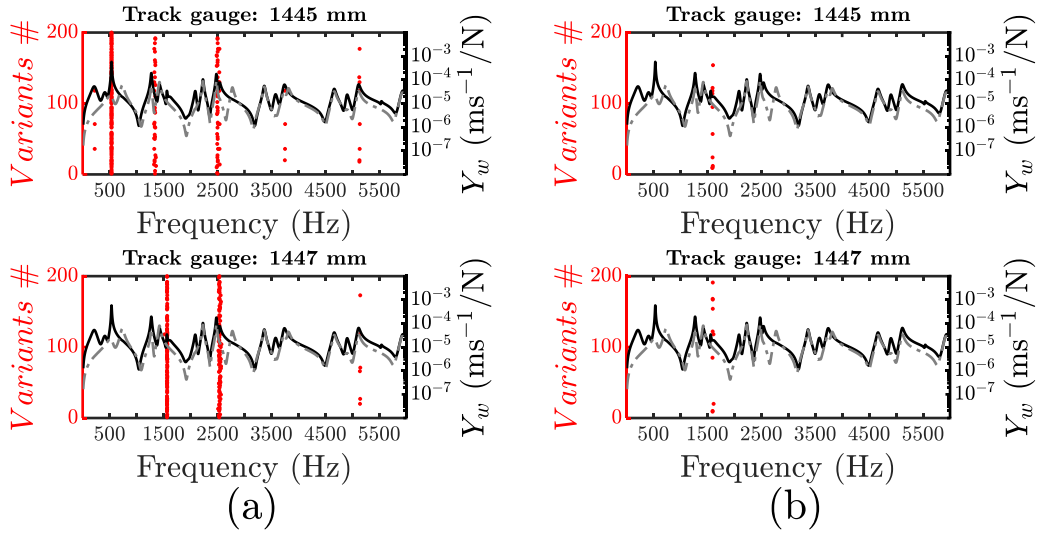 Track gauge: 1445 mm
Track gauge: 1445 mm
200
100
0
Variants #
10⁻³
10⁻⁴
10⁻⁵
10⁻⁶
10⁻⁷
Y_w (ms⁻¹/N)
500 1500 2500 3500 4500 5500
Frequency (Hz)
200
100
0
Variants #
10⁻³
10⁻⁴
10⁻⁵
10⁻⁶
10⁻⁷
Y_w (ms⁻¹/N)
500 1500 2500 3500 4500 5500
Frequency (Hz)
Track gauge: 1447 mm
Track gauge: 1447 mm
200
100
0
Variants #
10⁻³
10⁻⁴
10⁻⁵
10⁻⁶
10⁻⁷
Y_w (ms⁻¹/N)
500 1500 2500 3500 4500 5500
Frequency (Hz)
200
100
0
Variants #
10⁻³
10⁻⁴
10⁻⁵
10⁻⁶
10⁻⁷
Y_w (ms⁻¹/N)
500 1500 2500 3500 4500 5500
Frequency (Hz)
(a)
(b)